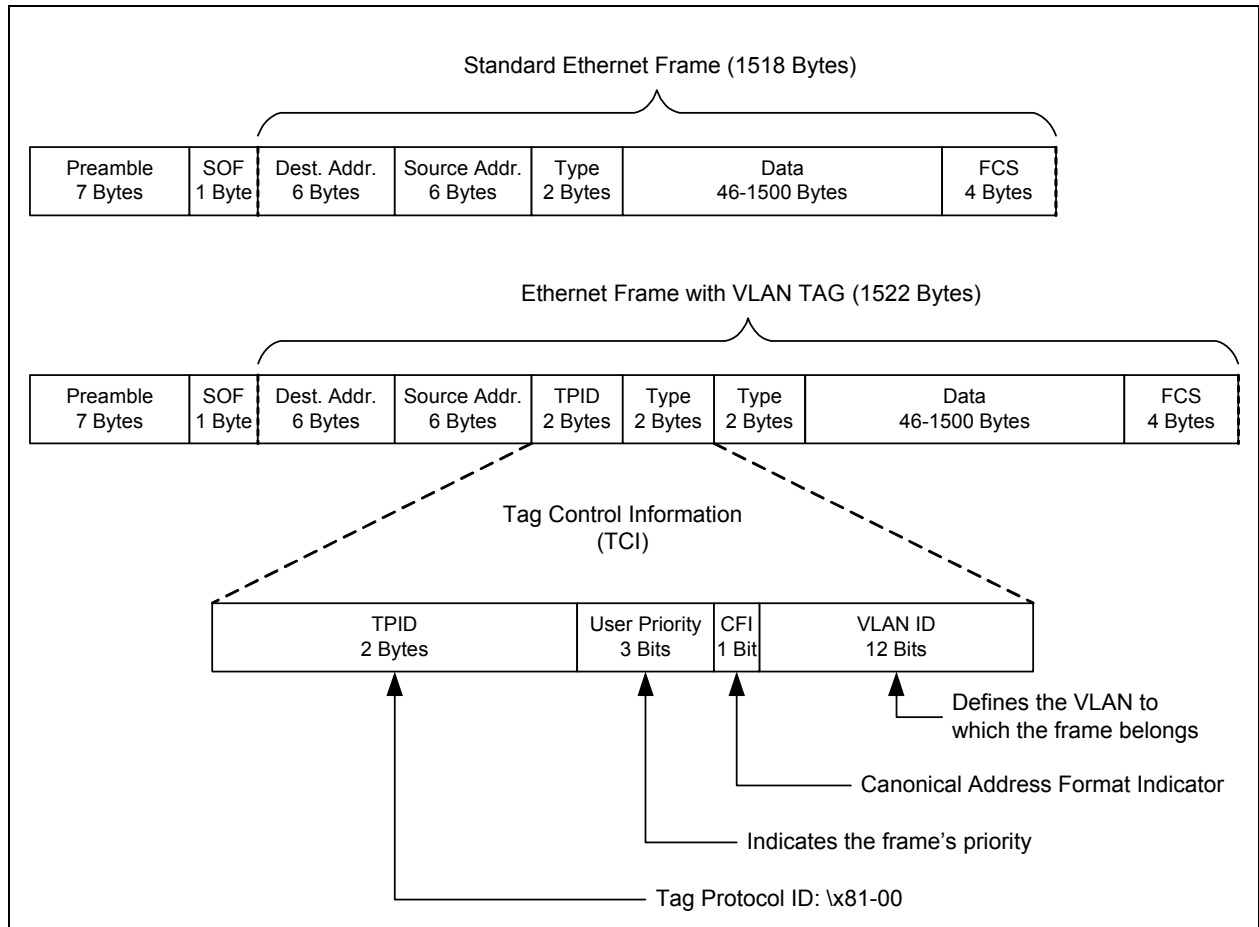 Standard Ethernet Frame (1518 Bytes)
Preamble
7 Bytes
SOF
1 Byte
Dest. Addr.
6 Bytes
Source Addr.
6 Bytes
Type
2 Bytes
Data
46-1500 Bytes
FCS
4 Bytes
Ethernet Frame with VLAN TAG (1522 Bytes)
Preamble
7 Bytes
SOF
1 Byte
Dest. Addr.
6 Bytes
Source Addr.
6 Bytes
TPID
2 Bytes
Type
2 Bytes
Type
2 Bytes
Data
46-1500 Bytes
FCS
4 Bytes
Tag Control Information
(TCI)
TPID
2 Bytes
User Priority
3 Bits
CFI
1 Bit
VLAN ID
12 Bits
Defines the VLAN to
which the frame belongs
Canonical Address Format Indicator
Indicates the frame's priority
Tag Protocol ID: \x81-00